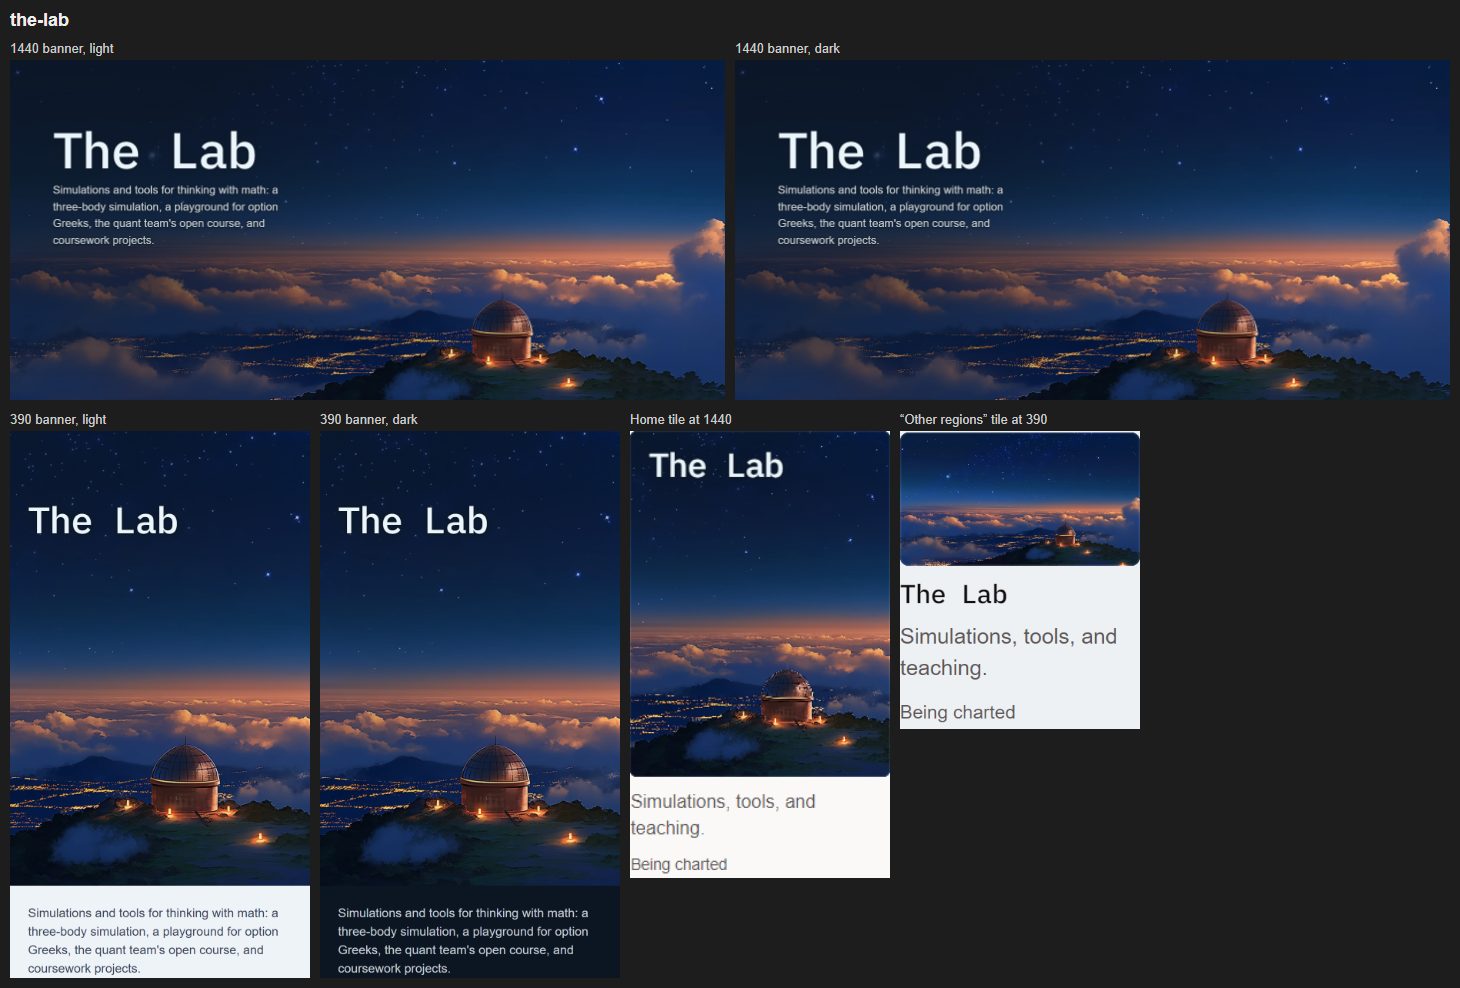 the-lab
1440 banner, light
1440 banner, dark
The Lab
Simulations and tools for thinking with math: a
three-body simulation, a playground for option
Greeks, the quant team's open course, and
coursework projects.
The Lab
Simulations and tools for thinking with math: a
three-body simulation, a playground for option
Greeks, the quant team's open course, and
coursework projects.
390 banner, light
390 banner, dark
Home tile at 1440
“Other regions” tile at 390
The Lab
Simulations and tools for thinking with math: a
three-body simulation, a playground for option
Greeks, the quant team's open course, and
coursework projects.
The Lab
Simulations and tools for thinking with math: a
three-body simulation, a playground for option
Greeks, the quant team's open course, and
coursework projects.
The Lab
Simulations, tools, and
teaching.
Being charted
The Lab
Simulations, tools, and
teaching.
Being charted